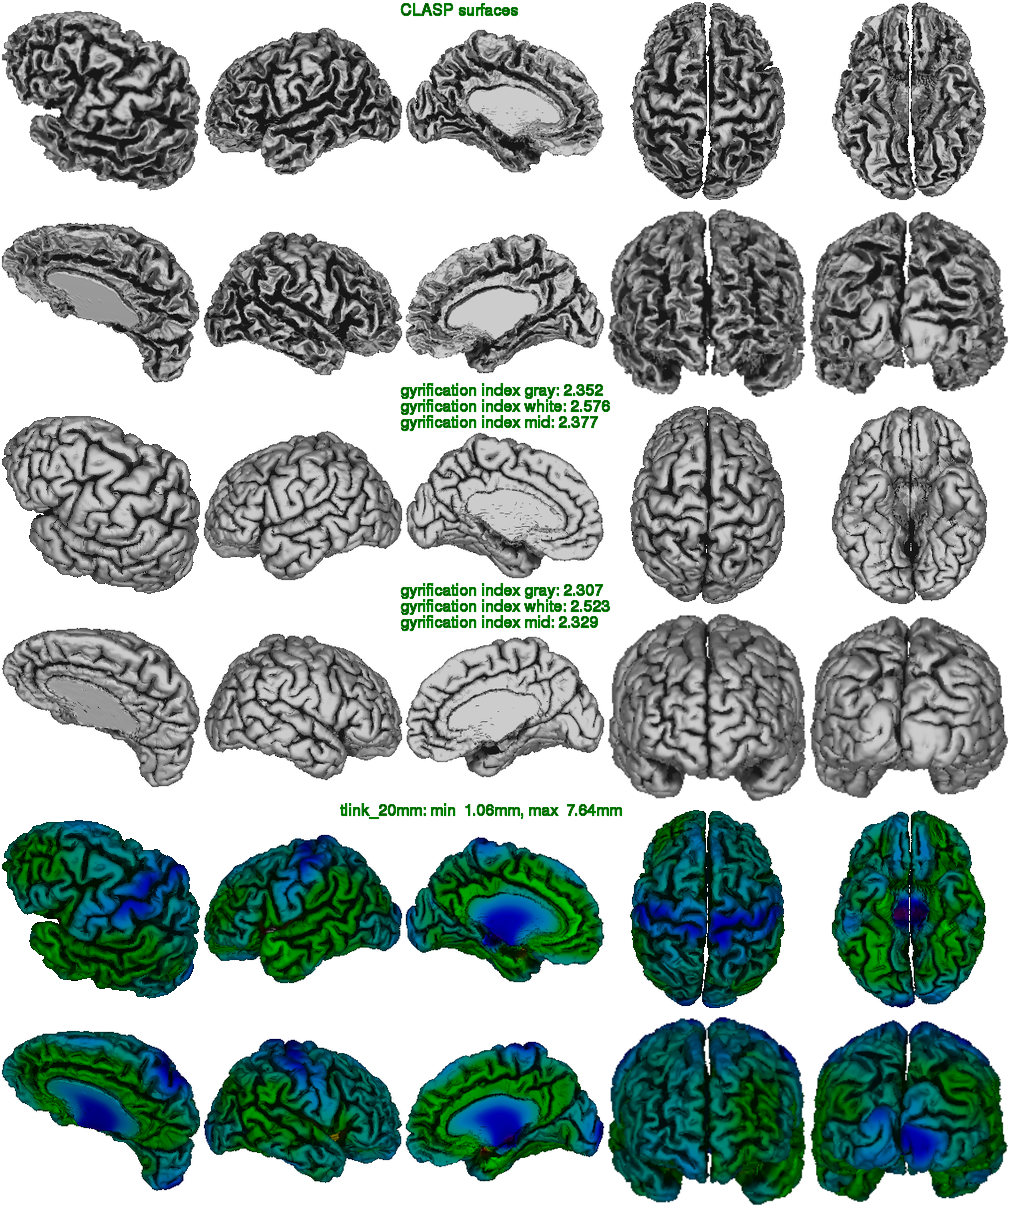 CLASP surfaces
gyrification index gray: 2.352
gyrification index white: 2.576
gyrification index mid: 2.377
gyrification index gray: 2.307
gyrification index white: 2.523
gyrification index mid: 2.329
tlink_20mm: min 1.06mm, max 7.64mm